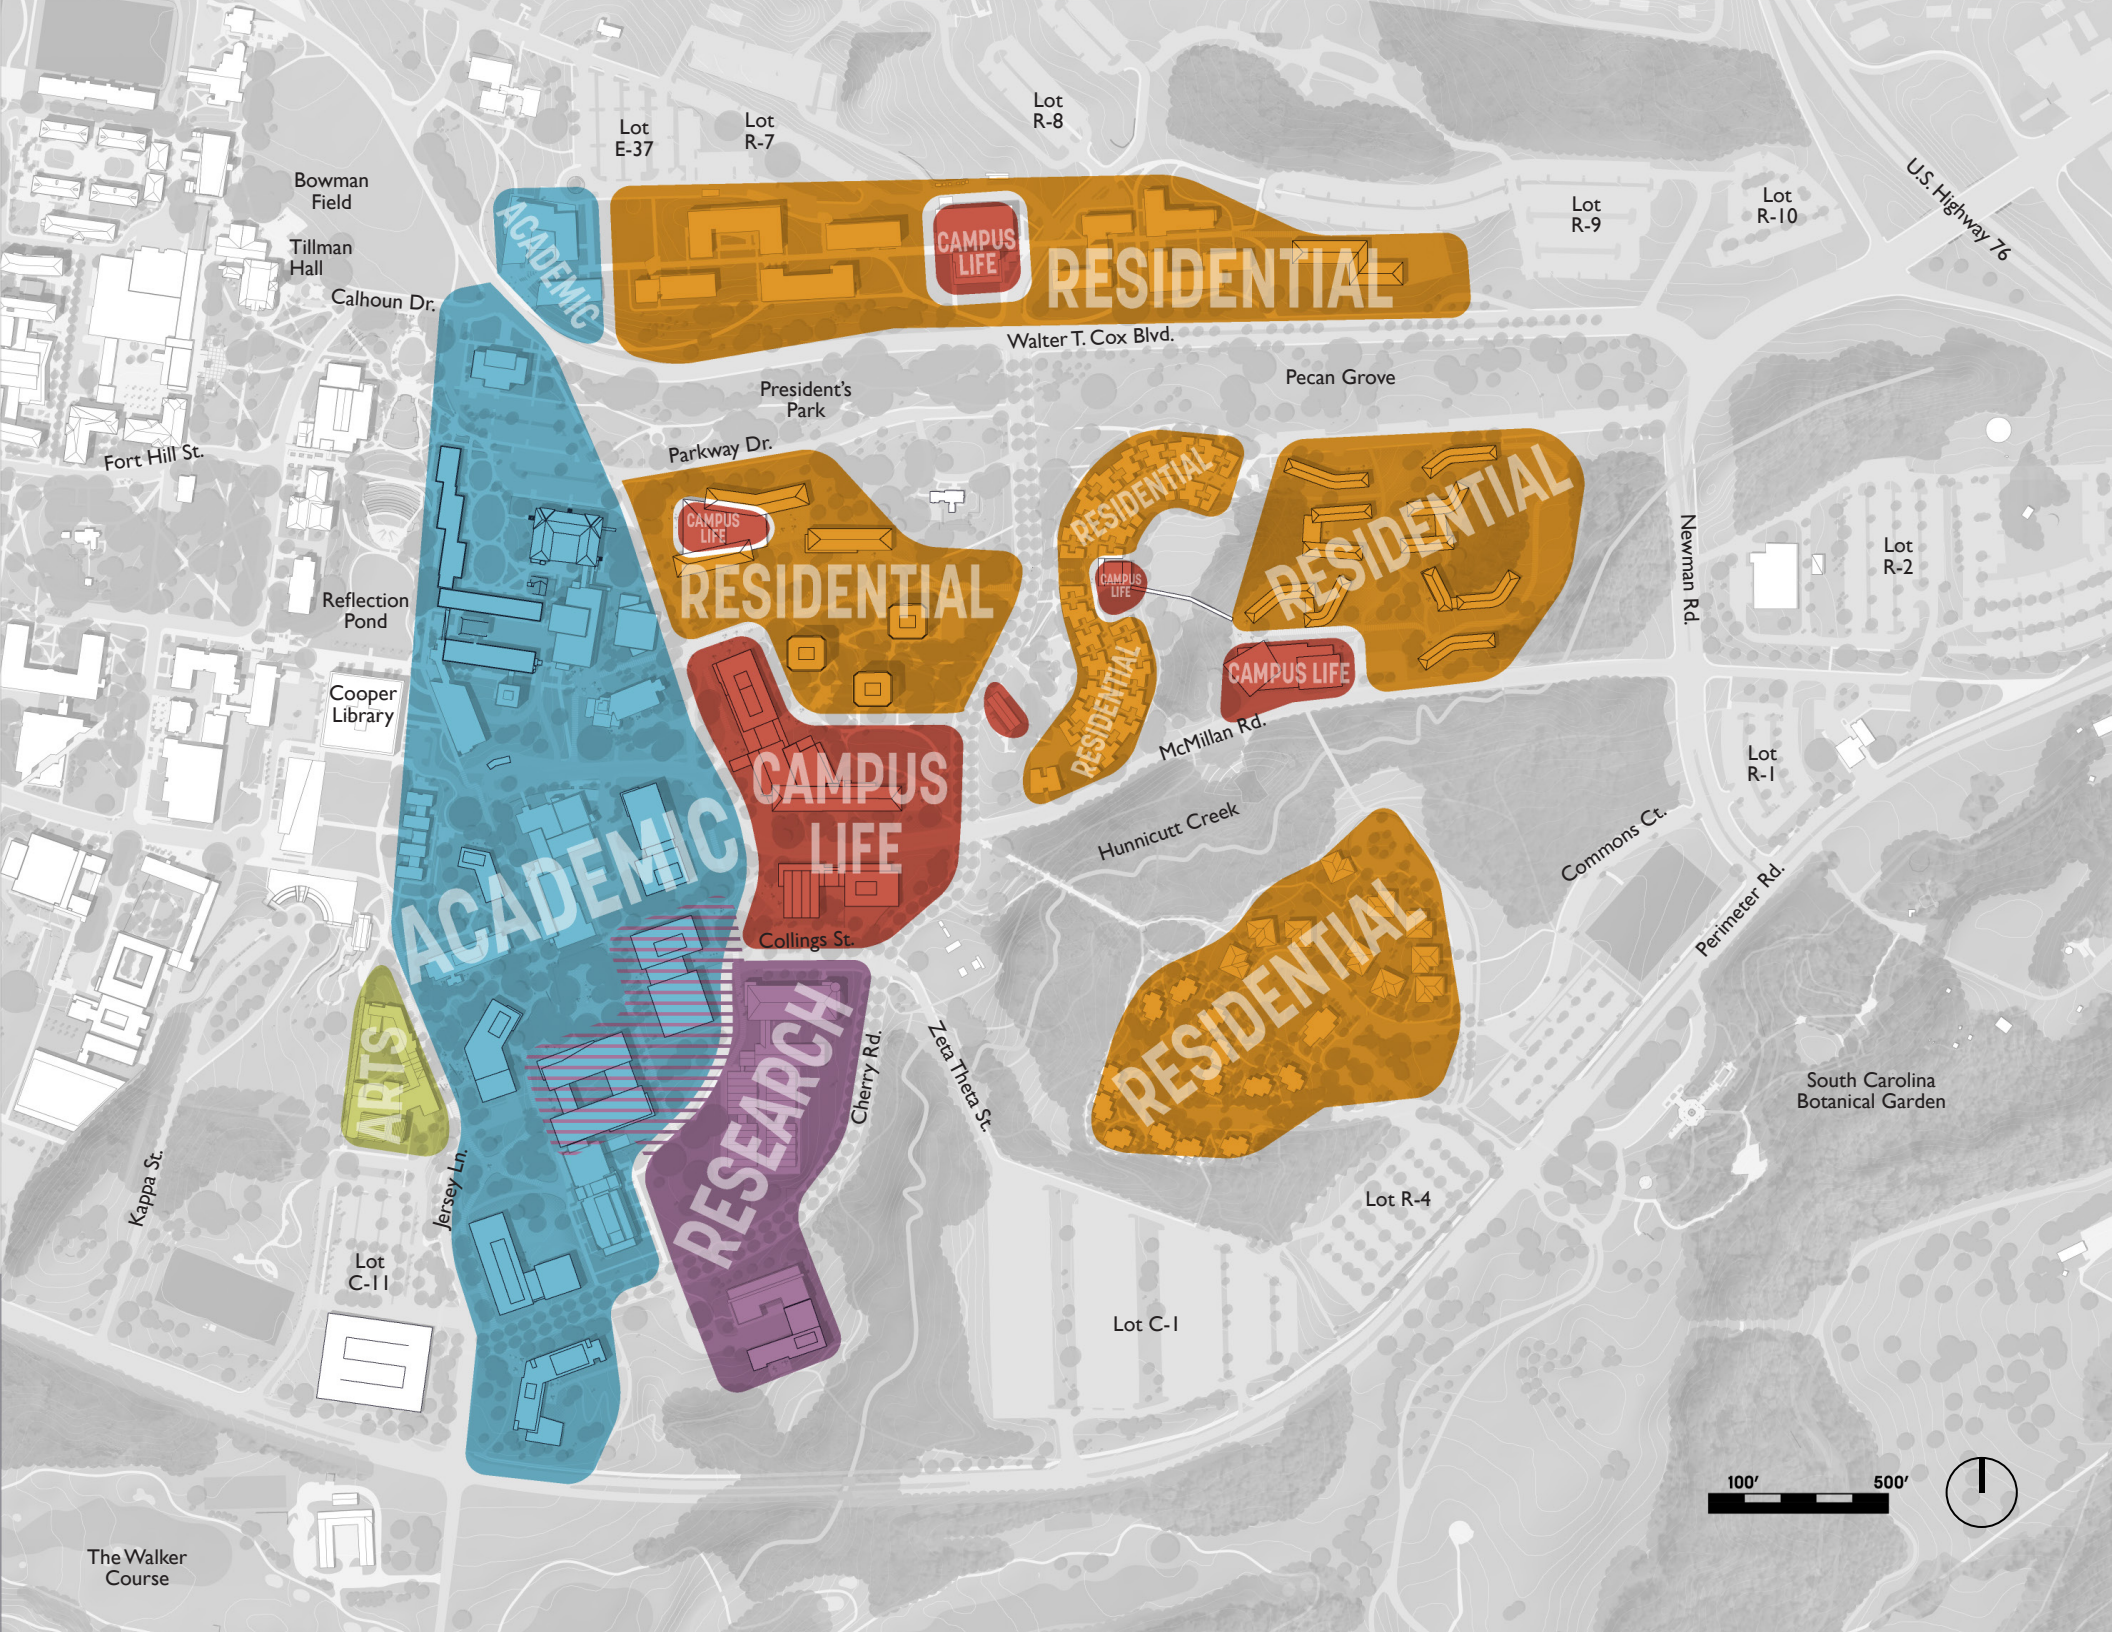 Lot
R-8
Lot
E-37
Lot
R-7
Bowman
Field
U.S. Highway 76
Lot
R-9
Lot
R-10
ACADEMIC
CAMPUS
LIFE
RESIDENTIAL
Tillman
Hall
Calhoun Dr.
Walter T. Cox Blvd.
President's
Park
Pecan Grove
Parkway Dr.
Fort Hill St.
RESIDENTIAL
RESIDENTIAL
CAMPUS
LIFE
RESIDENTIAL
CAMPUS
LIFE
Newman Rd.
Lot
R-2
Reflection
Pond
Cooper
Library
RESIDENTIAL
CAMPUS LIFE
McMillan Rd.
Lot
R-1
CAMPUS
LIFE
ACADEMIC
Hunnicutt Creek
Commons Ct.
Perimeter Rd.
Collings St.
RESIDENTIAL
ARTS
RESEARCH
Cherry Rd.
Zeta Theta St.
South Carolina
Botanical Garden
Kappa St.
Jersey Ln.
Lot R-4
Lot
C-11
Lot C-1
100'
500'
The Walker
Course